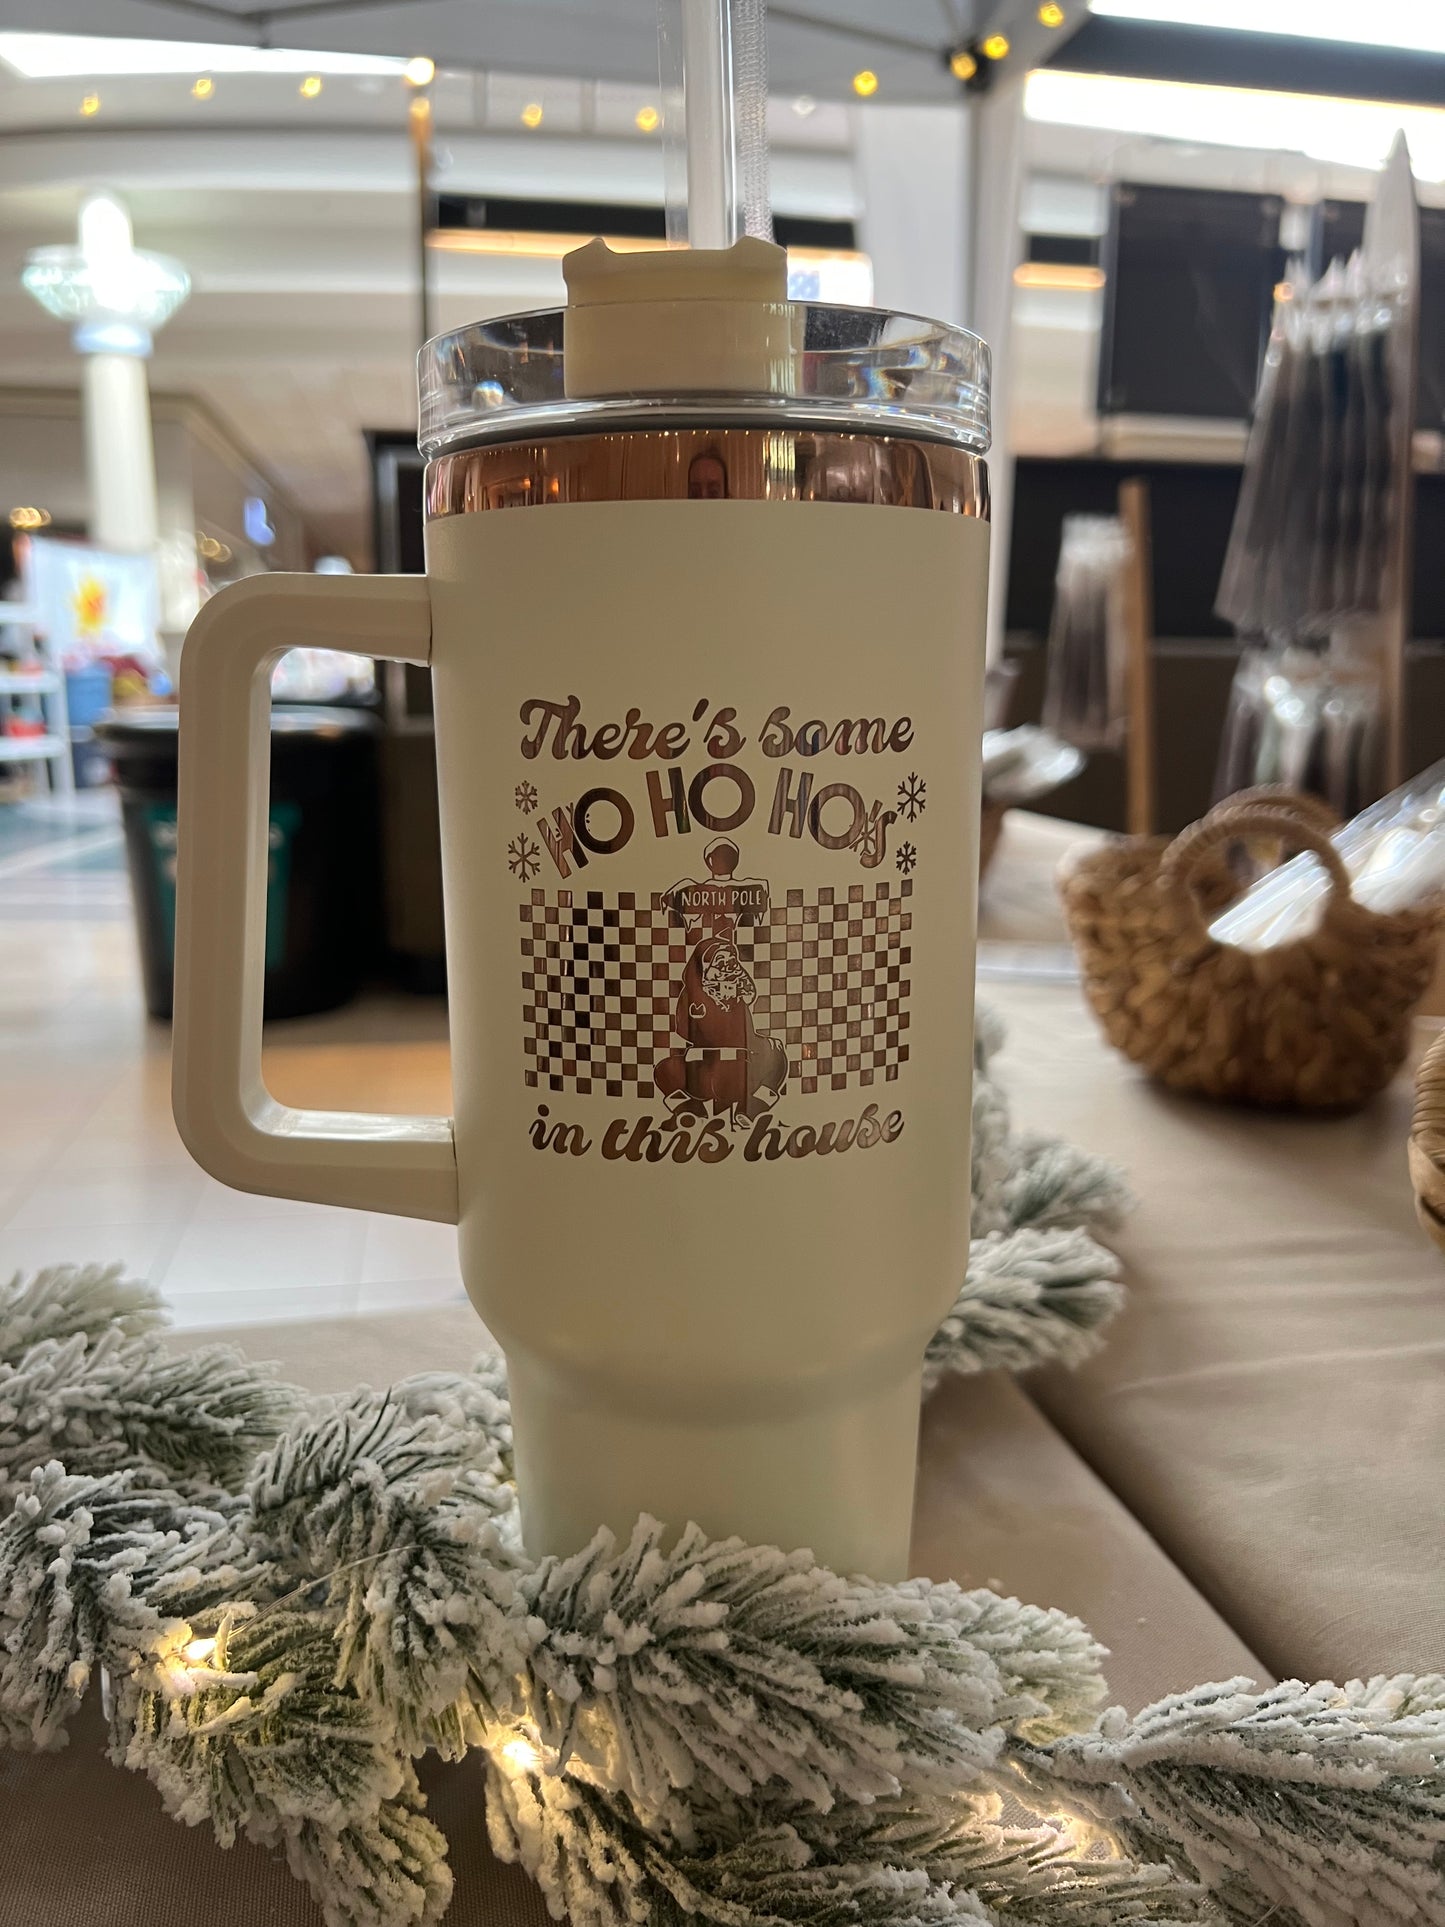 There's some
HO HO HO's
NORTH POLE
in this house